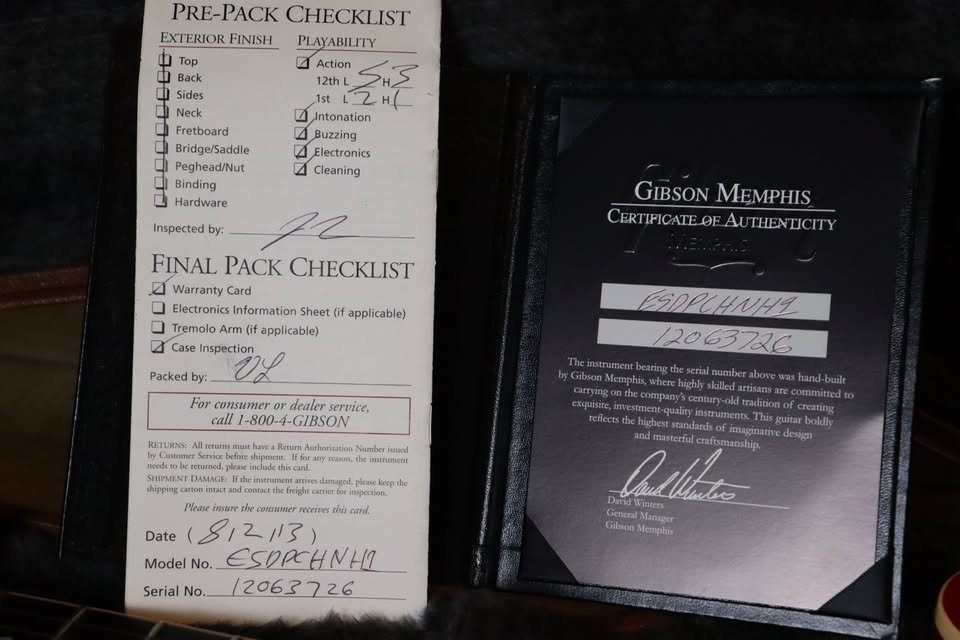 PRE-PACK CHECKLIST
EXTERIOR FINISH
Top
Back
Sides
Neck
Fretboard
Bridge/Saddle
Peghead/Nut
Binding
Hardware
PLAYABILITY
Action
12th L 5 H 3
1st L 2 H 1
Intonation
Buzzing
Electronics
Cleaning
Inspected by:
FINAL PACK CHECKLIST
Warranty Card
Electronics Information Sheet (if applicable)
Tremolo Arm (if applicable)
Case Inspection
Packed by: VL
For consumer or dealer service,
call 1-800-4-GIBSON
RETURNS: All returns must have a Return Authorization Number issued
by Customer Service before shipment. If for any reason, the instrument
needs to be returned, please include this card.
SHIPMENT DAMAGE: If the instrument arrives damaged, please keep the
shipping carton intact and contact the freight carrier for inspection.
Please insure the consumer receives this card.
Date (8/2/13)
Model No. ESDPCHNH1
Serial No. 12063726
GIBSON MEMPHIS
CERTIFICATE OF AUTHENTICITY
MEMPHIS
ESDPCHNH1
12063726
The instrument bearing the serial number above was hand-built
by Gibson Memphis, where highly skilled artisans are committed to
carrying on the company's century-old tradition of creating
exquisite, investment-quality instruments. This guitar boldly
reflects the highest standards of imaginative design
and masterful craftsmanship.
David Winters
David Winters
General Manager
Gibson Memphis